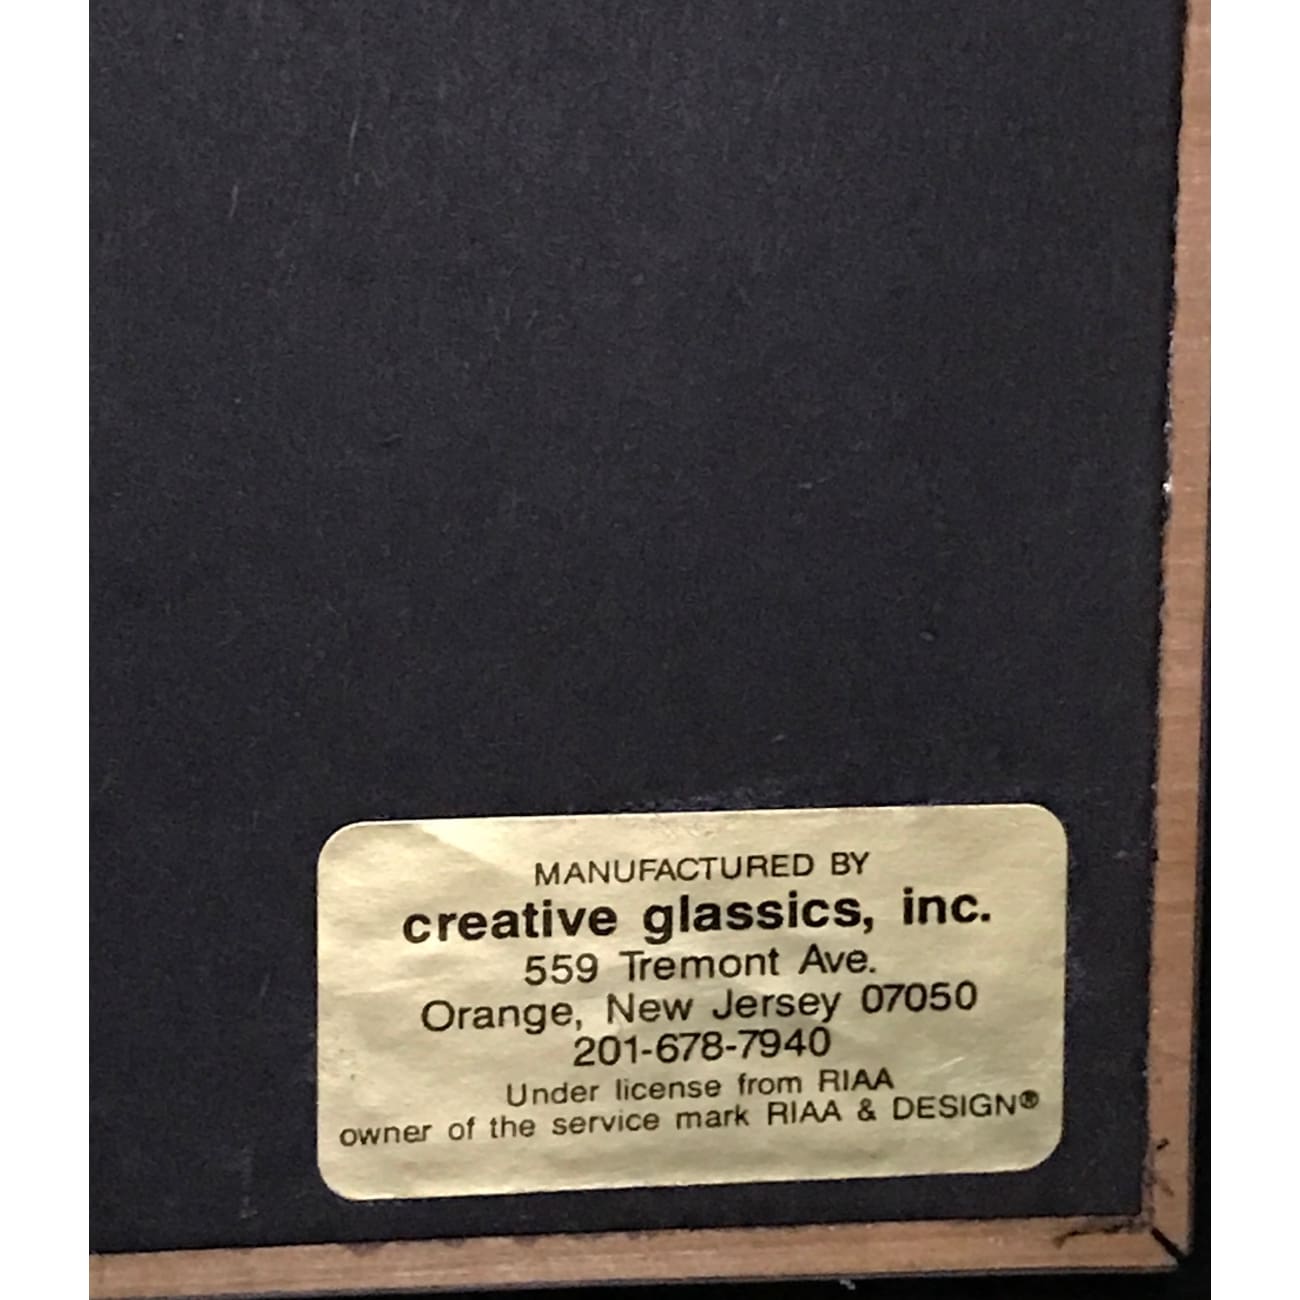 MANUFACTURED BY
creative glassics, inc.
559 Tremont Ave.
Orange, New Jersey 07050
201-678-7940
Under license from RIAA
owner of the service mark RIAA & DESIGN®